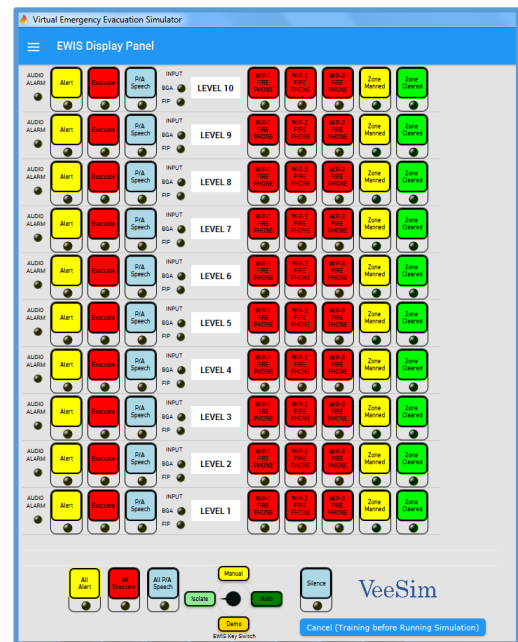 Virtual Emergency Evacuation Simulator
EWIS Display Panel
AUDIO ALARM Alert Evacuate P/A Speech INPUT BGA FIP LEVEL 10 WIP-1 FIRE PHONE WIP-2 FIRE PHONE WIP-3 FIRE PHONE Zone Manned Zone Cleared
AUDIO ALARM Alert Evacuate P/A Speech INPUT BGA FIP LEVEL 9 WIP-1 FIRE PHONE WIP-2 FIRE PHONE WIP-3 FIRE PHONE Zone Manned Zone Cleared
AUDIO ALARM Alert Evacuate P/A Speech INPUT BGA FIP LEVEL 8 WIP-1 FIRE PHONE WIP-2 FIRE PHONE WIP-3 FIRE PHONE Zone Manned Zone Cleared
AUDIO ALARM Alert Evacuate P/A Speech INPUT BGA FIP LEVEL 7 WIP-1 FIRE PHONE WIP-2 FIRE PHONE WIP-3 FIRE PHONE Zone Manned Zone Cleared
AUDIO ALARM Alert Evacuate P/A Speech INPUT BGA FIP LEVEL 6 WIP-1 FIRE PHONE WIP-2 FIRE PHONE WIP-3 FIRE PHONE Zone Manned Zone Cleared
AUDIO ALARM Alert Evacuate P/A Speech INPUT BGA FIP LEVEL 5 WIP-1 FIRE PHONE WIP-2 FIRE PHONE WIP-3 FIRE PHONE Zone Manned Zone Cleared
AUDIO ALARM Alert Evacuate P/A Speech INPUT BGA FIP LEVEL 4 WIP-1 FIRE PHONE WIP-2 FIRE PHONE WIP-3 FIRE PHONE Zone Manned Zone Cleared
AUDIO ALARM Alert Evacuate P/A Speech INPUT BGA FIP LEVEL 3 WIP-1 FIRE PHONE WIP-2 FIRE PHONE WIP-3 FIRE PHONE Zone Manned Zone Cleared
AUDIO ALARM Alert Evacuate P/A Speech INPUT BGA FIP LEVEL 2 WIP-1 FIRE PHONE WIP-2 FIRE PHONE WIP-3 FIRE PHONE Zone Manned Zone Cleared
AUDIO ALARM Alert Evacuate P/A Speech INPUT BGA FIP LEVEL 1 WIP-1 FIRE PHONE WIP-2 FIRE PHONE WIP-3 FIRE PHONE Zone Manned Zone Cleared
All Alert All Evacuate All P/A Speech
Manual
Isolate Auto
Demo
EWIS Key Switch
Silence
VeeSim
Cancel (Training before Running Simulation)